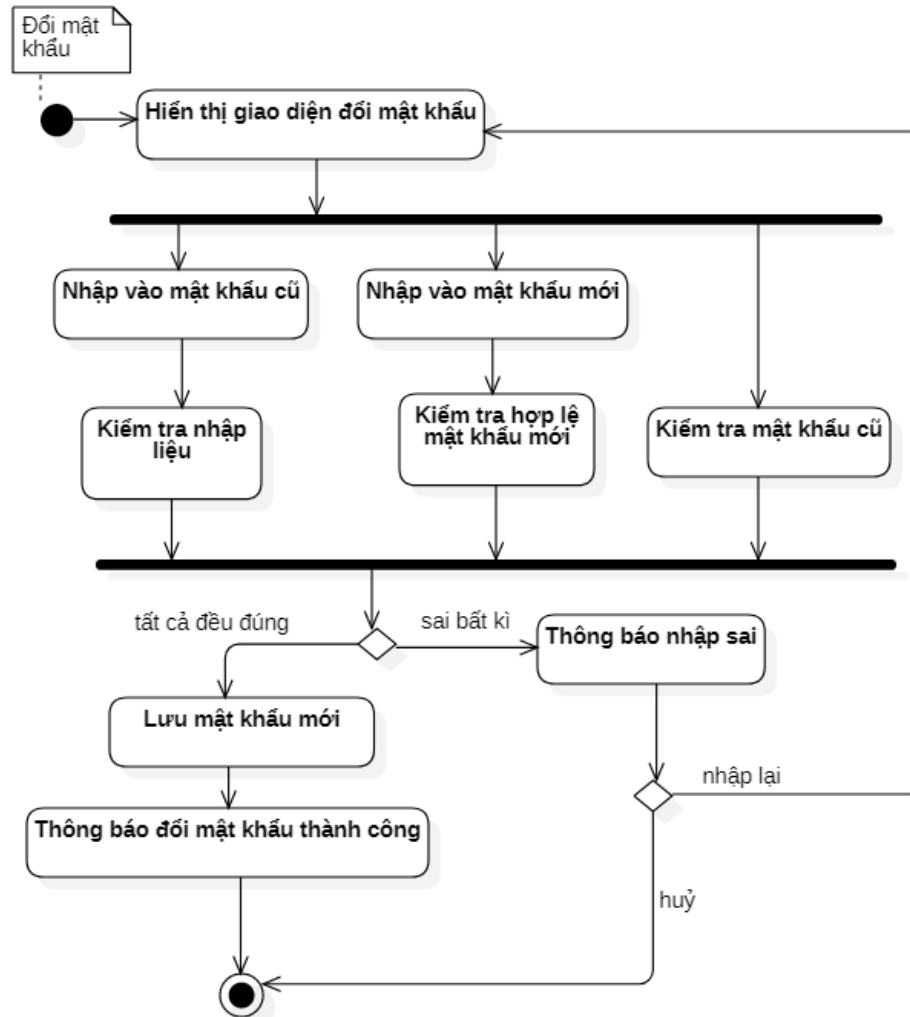 Đổi mật
khẩu
Hiển thị giao diện đổi mật khẩu
Nhập vào mật khẩu cũ
Nhập vào mật khẩu mới
Kiểm tra nhập
liệu
Kiểm tra hợp lệ
mật khẩu mới
Kiểm tra mật khẩu cũ
tất cả đều đúng
sai bất kì
Thông báo nhập sai
Lưu mật khẩu mới
nhập lại
Thông báo đổi mật khẩu thành công
huỷ